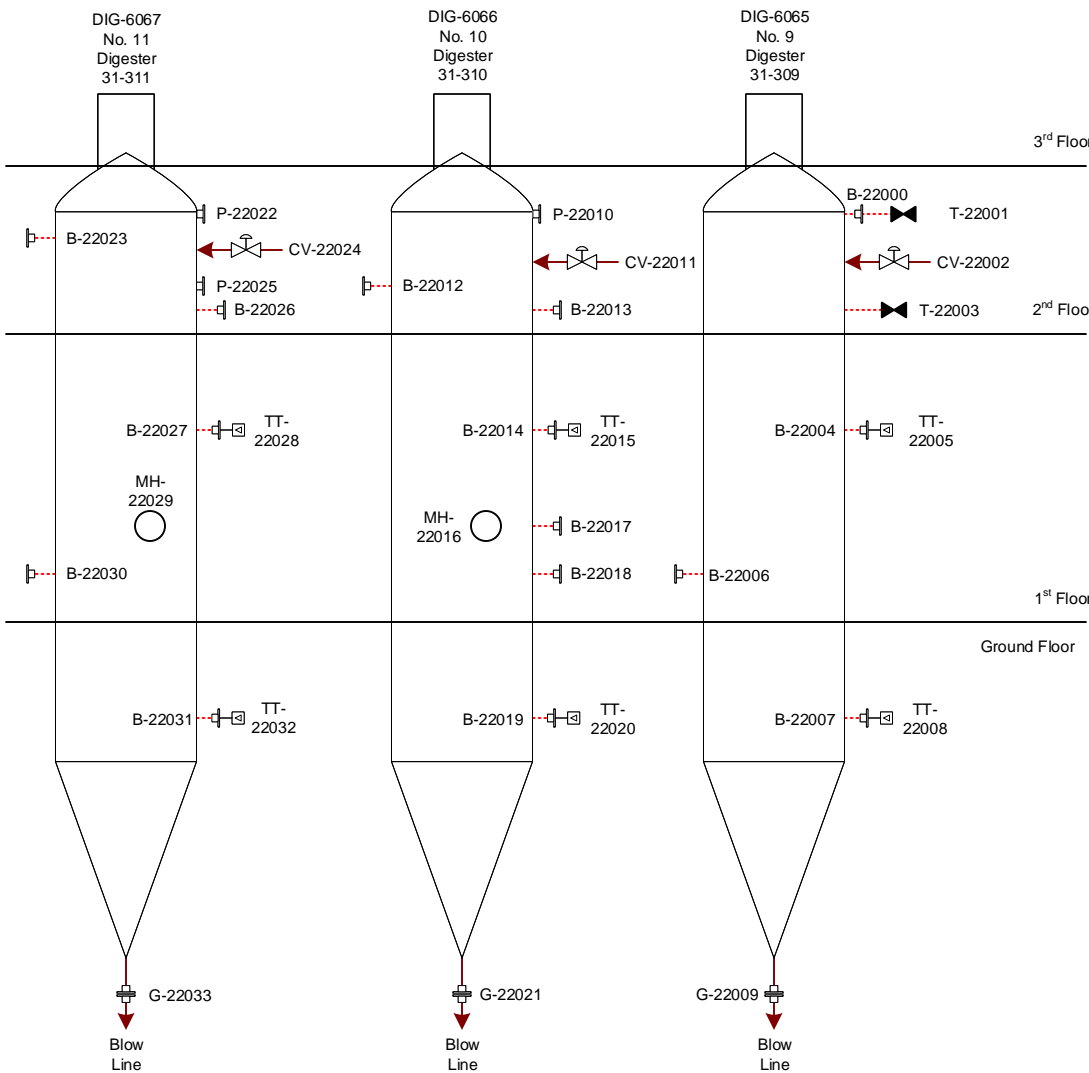 DIG-6067
No. 11
Digester
31-311
DIG-6066
No. 10
Digester
31-310
DIG-6065
No. 9
Digester
31-309
3rd Floor
B-22000
P-22022
P-22010
T-22001
B-22023
CV-22024
CV-22011
CV-22002
P-22025
B-22012
B-22026
B-22013
T-22003
2nd Floo
B-22027
TT-
22028
B-22014
TT-
22015
B-22004
TT-
22005
MH-
22029
MH-
22016
B-22017
B-22030
B-22018
B-22006
1st Floor
Ground Floor
B-22031
TT-
22032
B-22019
TT-
22020
B-22007
TT-
22008
G-22033
G-22021
G-22009
Blow
Line
Blow
Line
Blow
Line